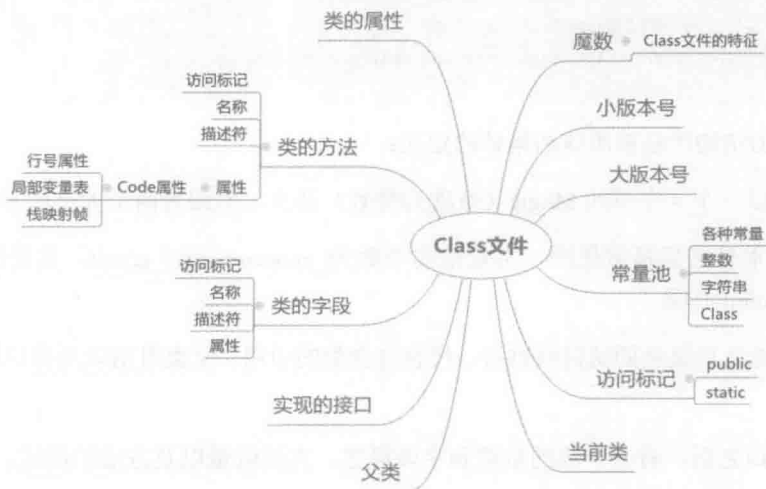 类的属性
魔数
Class文件的特征
小版本号
大版本号
Class文件
常量池
各种常量
整数
字符串
Class
访问标记
public
static
当前类
父类
实现的接口
类的字段
访问标记
名称
描述符
属性
类的方法
访问标记
名称
描述符
属性
Code属性
行号属性
局部变量表
栈映射帧